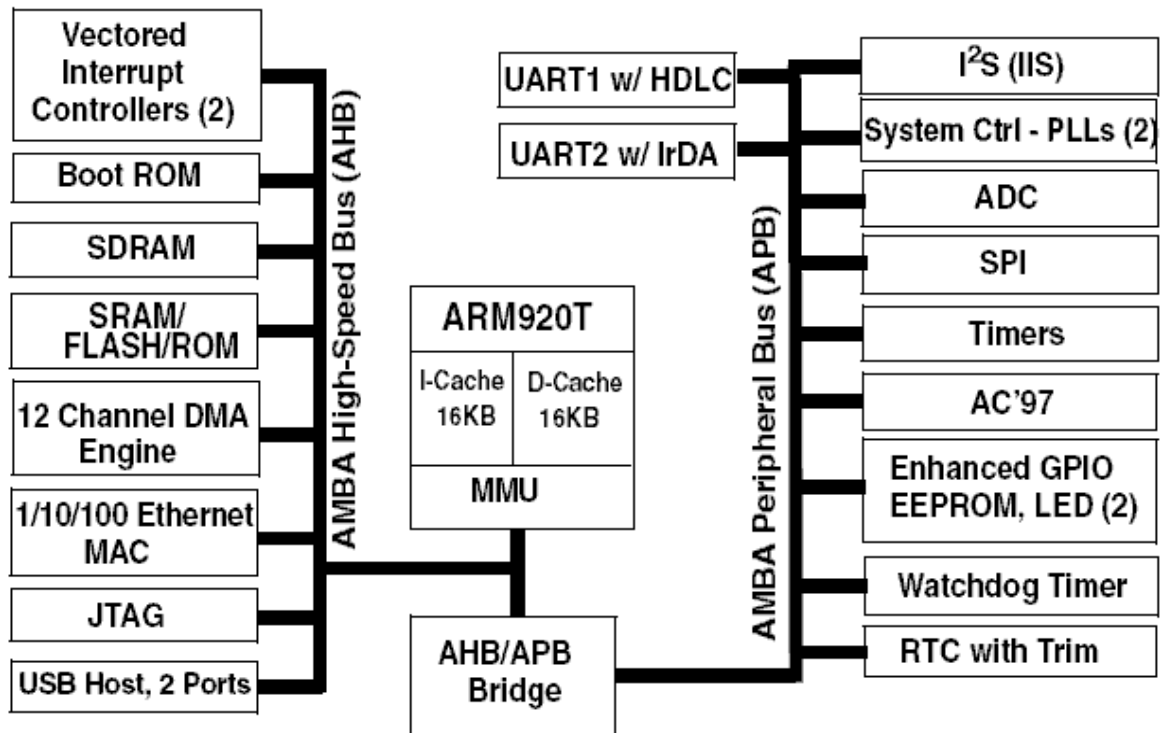 Vectored
Interrupt
Controllers (2)
Boot ROM
SDRAM
SRAM/
FLASH/ROM
12 Channel DMA
Engine
1/10/100 Ethernet
MAC
JTAG
USB Host, 2 Ports
AMBA High-Speed Bus (AHB)
ARM920T
I-Cache
16KB
D-Cache
16KB
MMU
AHB/APB
Bridge
UART1 w/ HDLC
UART2 w/ IrDA
AMBA Peripheral Bus (APB)
I²S (IIS)
System Ctrl - PLLs (2)
ADC
SPI
Timers
AC'97
Enhanced GPIO
EEPROM, LED (2)
Watchdog Timer
RTC with Trim